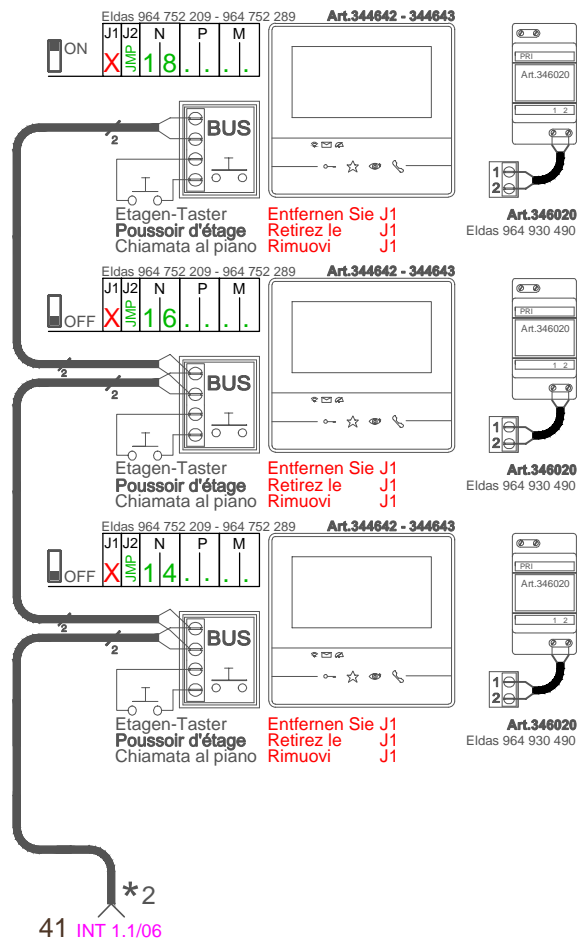 Eldas 964 752 209 - 964 752 289 Art.344642 - 344643
ON J1 J2 N P M
X JMP 1 8 . . . .
PRI
Art.346020
1 2
BUS
2
1
2
Etagen-Taster Entfernen Sie J1
Poussoir d'étage Retirez le J1
Chiamata al piano Rimuovi J1
Art.346020
Eldas 964 930 490
Eldas 964 752 209 - 964 752 289 Art.344642 - 344643
OFF J1 J2 N P M
X JMP 1 6 . . . .
PRI
Art.346020
1 2
BUS
2
2
1
2
Etagen-Taster Entfernen Sie J1
Poussoir d'étage Retirez le J1
Chiamata al piano Rimuovi J1
Art.346020
Eldas 964 930 490
Eldas 964 752 209 - 964 752 289 Art.344642 - 344643
OFF J1 J2 N P M
X JMP 1 4 . . . .
PRI
Art.346020
1 2
BUS
2
2
1
2
Etagen-Taster Entfernen Sie J1
Poussoir d'étage Retirez le J1
Chiamata al piano Rimuovi J1
Art.346020
Eldas 964 930 490
*2
41 INT 1.1/06